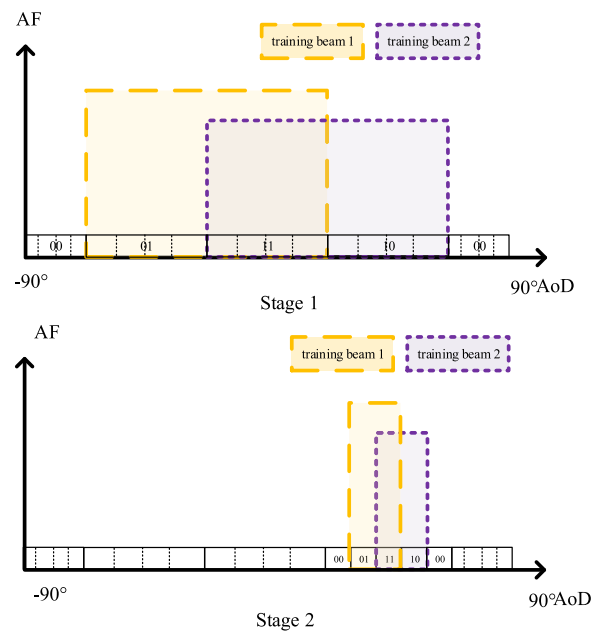 AF
training beam 1
training beam 2
00
01
11
10
00
-90°
90°AoD
Stage 1
AF
training beam 1
training beam 2
00
01
11
10
00
-90°
90°AoD
Stage 2